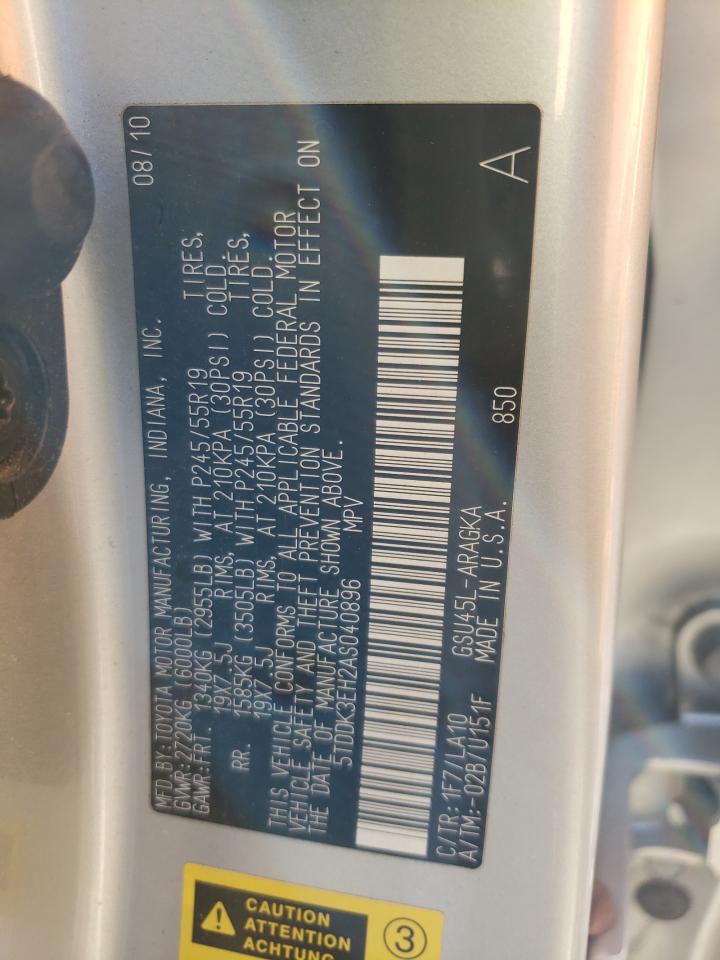 MFD.BY:TOYOTA MOTOR MANUFACTURING, INDIANA, INC. 08/10
GVWR:2720KG (6000LB)
GAWR:FRT 1340KG (2955LB) WITH P245/55R19 TIRES,
19X7.5J RIMS, AT 210KPA (30PSI) COLD.
RR. 1585KG (3505LB) WITH P245/55R19 TIRES,
19X7.5J RIMS, AT 210KPA (30PSI) COLD.
THIS VEHICLE CONFORMS TO ALL APPLICABLE FEDERAL MOTOR
VEHICLE SAFETY AND THEFT PREVENTION STANDARDS IN EFFECT ON
THE DATE OF MANUFACTURE SHOWN ABOVE.
5TDDK3EH2AS040896 MPV
C/TR:1F7/LA10 GSU45L-ARAGKA 850 A
A/TM:-02B/U151F MADE IN U.S.A.
CAUTION
ATTENTION
ACHTUNG
3